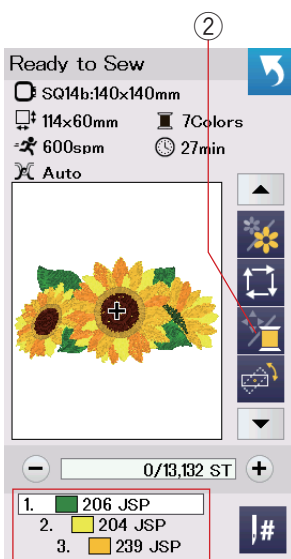 ②
Ready to Sew
SQ14b:140x140mm
114x60mm 7Colors
600spm 27min
Auto
− 0/13,132 ST +
1. 206 JSP
2. 204 JSP
3. 239 JSP
#